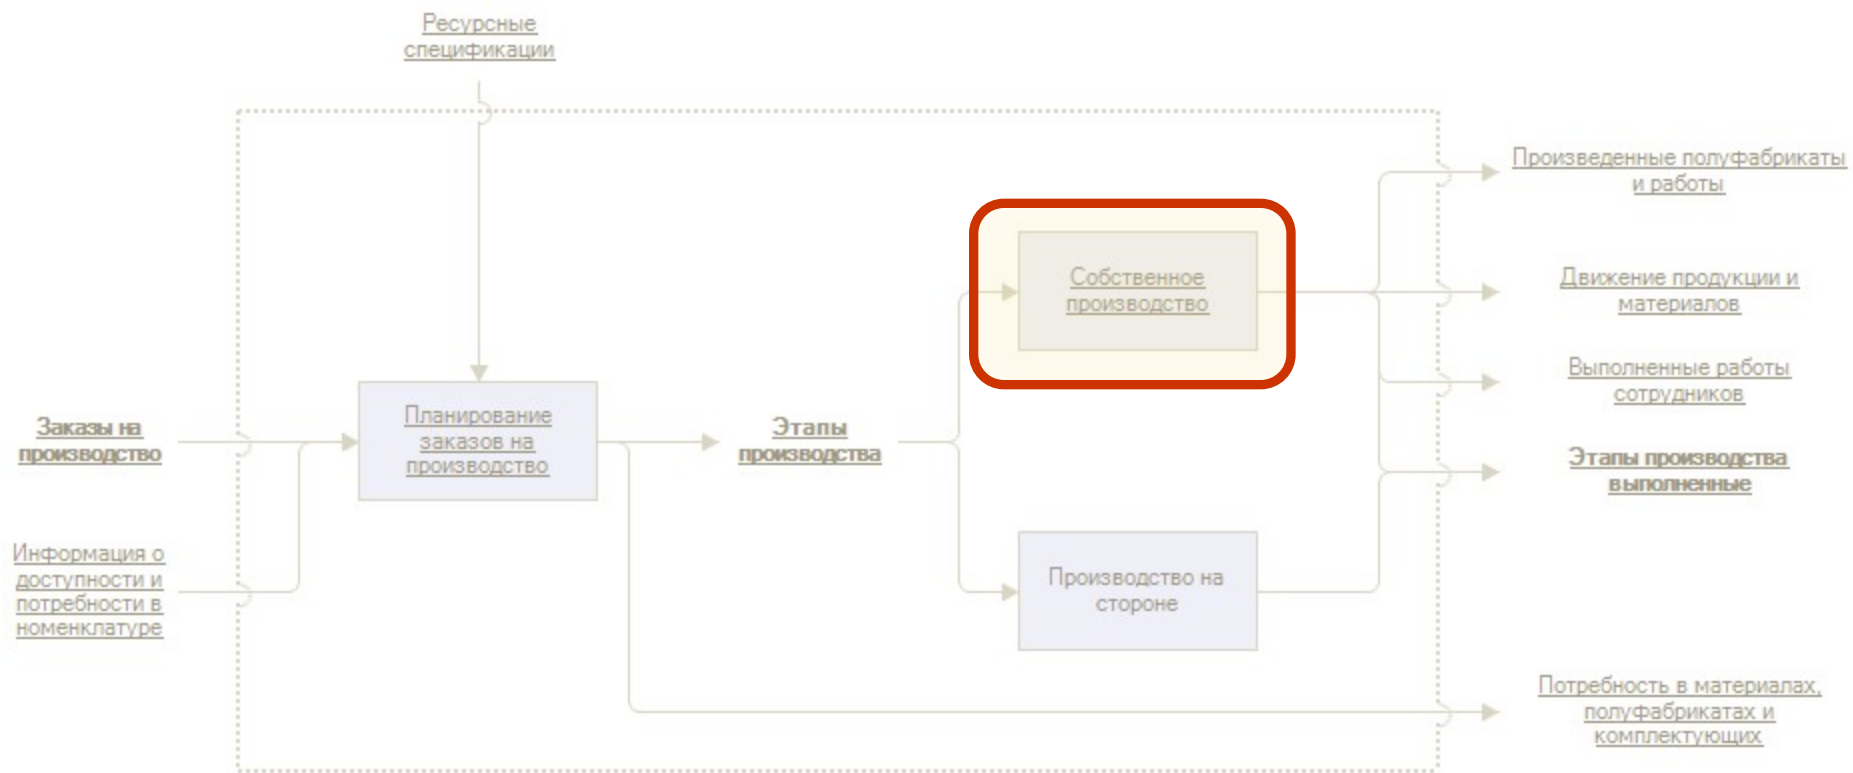 Ресурсные
спецификации
Произведенные полуфабрикаты
и работы
Собственное
производство
Движение продукции и
материалов
Выполненные работы
сотрудников
Заказы на
производство
Планирование
заказов на
производство
Этапы
производства
Этапы производства
выполненные
Информация о
доступности и
потребности в
номенклатуре
Производство на
стороне
Потребность в материалах,
полуфабрикатах и
комплектующих